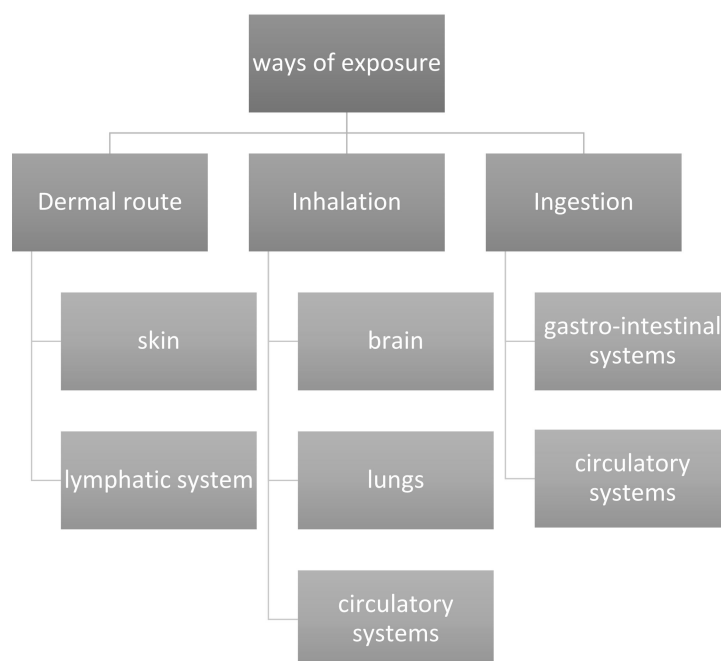 ways of exposure
Dermal route
skin
lymphatic system
Inhalation
brain
lungs
circulatory
systems
Ingestion
gastro-intestinal
systems
circulatory
systems